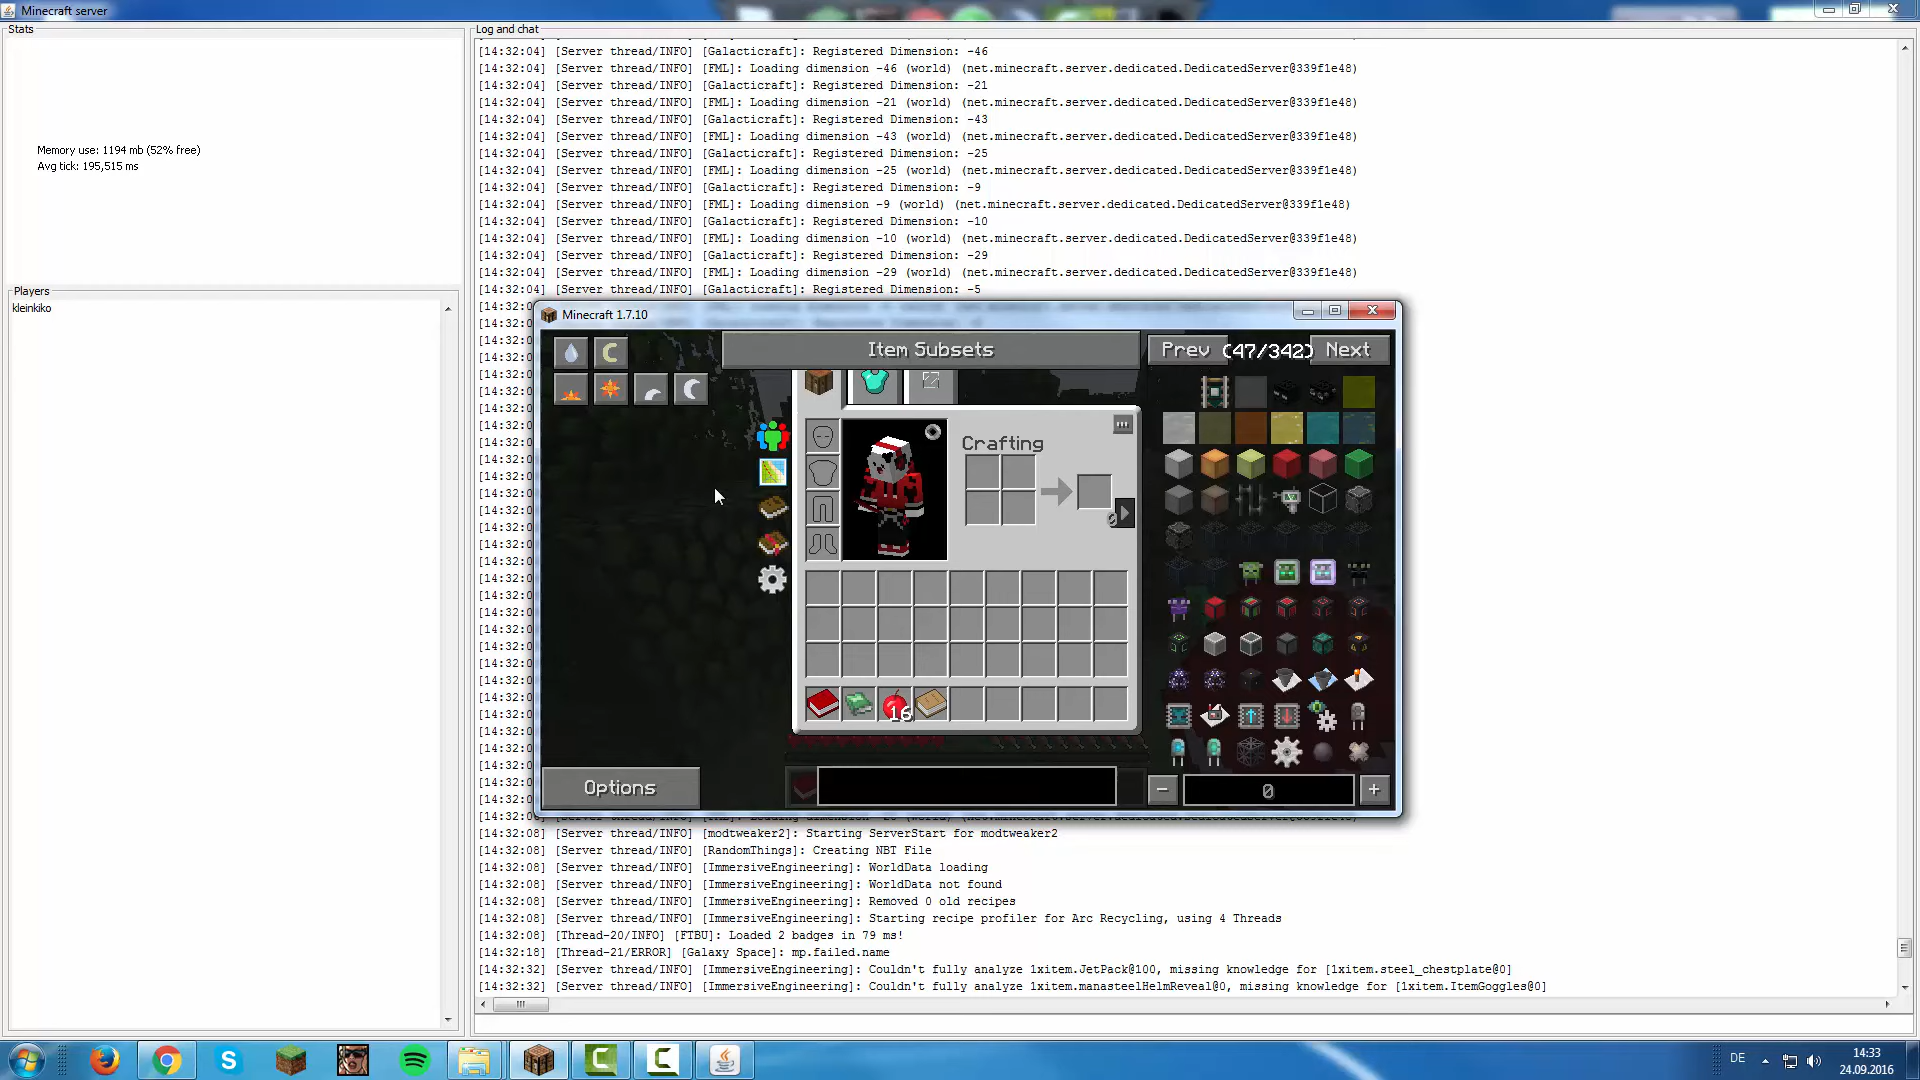 Minecraft server
Stats
Log and chat
[14:32:04] [Server thread/INFO] [Galacticraft]: Registered Dimension: -46
[14:32:04] [Server thread/INFO] [FML]: Loading dimension -46 (world) (net.minecraft.server.dedicated.DedicatedServer@339f1e48)
[14:32:04] [Server thread/INFO] [Galacticraft]: Registered Dimension: -21
[14:32:04] [Server thread/INFO] [FML]: Loading dimension -21 (world) (net.minecraft.server.dedicated.DedicatedServer@339f1e48)
[14:32:04] [Server thread/INFO] [Galacticraft]: Registered Dimension: -43
[14:32:04] [Server thread/INFO] [FML]: Loading dimension -43 (world) (net.minecraft.server.dedicated.DedicatedServer@339f1e48)
[14:32:04] [Server thread/INFO] [Galacticraft]: Registered Dimension: -25
[14:32:04] [Server thread/INFO] [FML]: Loading dimension -25 (world) (net.minecraft.server.dedicated.DedicatedServer@339f1e48)
[14:32:04] [Server thread/INFO] [Galacticraft]: Registered Dimension: -9
[14:32:04] [Server thread/INFO] [FML]: Loading dimension -9 (world) (net.minecraft.server.dedicated.DedicatedServer@339f1e48)
[14:32:04] [Server thread/INFO] [Galacticraft]: Registered Dimension: -10
[14:32:04] [Server thread/INFO] [FML]: Loading dimension -10 (world) (net.minecraft.server.dedicated.DedicatedServer@339f1e48)
[14:32:04] [Server thread/INFO] [Galacticraft]: Registered Dimension: -29
[14:32:04] [Server thread/INFO] [FML]: Loading dimension -29 (world) (net.minecraft.server.dedicated.DedicatedServer@339f1e48)
[14:32:04] [Server thread/INFO] [Galacticraft]: Registered Dimension: -5
Memory use: 1194 mb (52% free)
Avg tick: 195,515 ms
Players
kleinkiko
Minecraft 1.7.10
Item Subsets
Prev (47/342) Next
Crafting
0
16
Options
0
[14:32:08] [Server thread/INFO] [modtweaker2]: Starting ServerStart for modtweaker2
[14:32:08] [Server thread/INFO] [RandomThings]: Creating NBT File
[14:32:08] [Server thread/INFO] [ImmersiveEngineering]: WorldData loading
[14:32:08] [Server thread/INFO] [ImmersiveEngineering]: WorldData not found
[14:32:08] [Server thread/INFO] [ImmersiveEngineering]: Removed 0 old recipes
[14:32:08] [Server thread/INFO] [ImmersiveEngineering]: Starting recipe profiler for Arc Recycling, using 4 Threads
[14:32:08] [Thread-20/INFO] [FTBU]: Loaded 2 badges in 79 ms!
[14:32:18] [Thread-21/ERROR] [Galaxy Space]: mp.failed.name
[14:32:32] [Server thread/INFO] [ImmersiveEngineering]: Couldn't fully analyze 1xitem.JetPack@100, missing knowledge for [1xitem.steel_chestplate@0]
[14:32:32] [Server thread/INFO] [ImmersiveEngineering]: Couldn't fully analyze 1xitem.manasteelHelmReveal@0, missing knowledge for [1xitem.ItemGoggles@0]
DE
14:33
24.09.2016